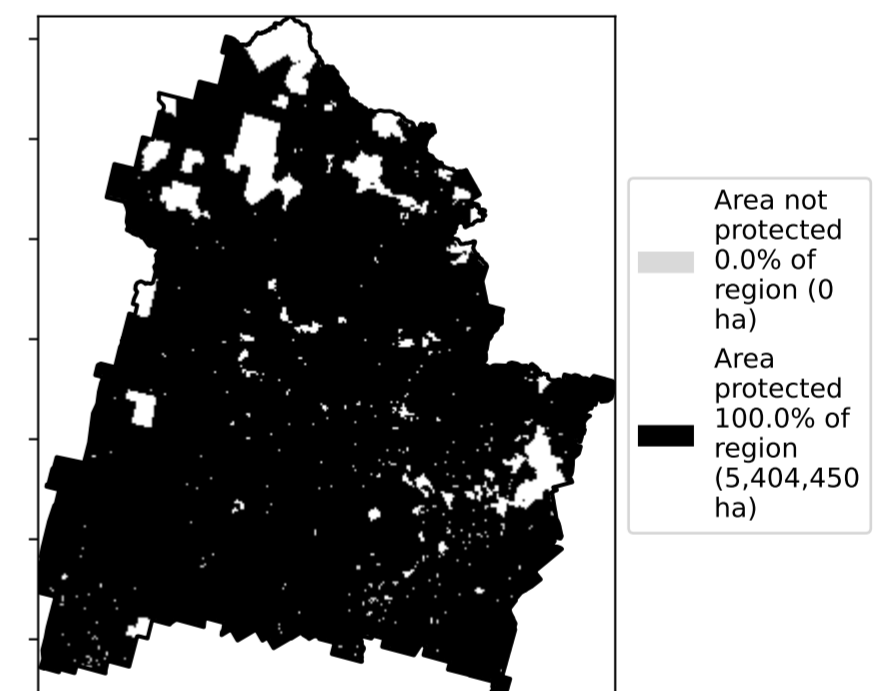 Area not
protected
0.0% of
region (0
ha)
Area
protected
100.0% of
region
(5,404,450
ha)